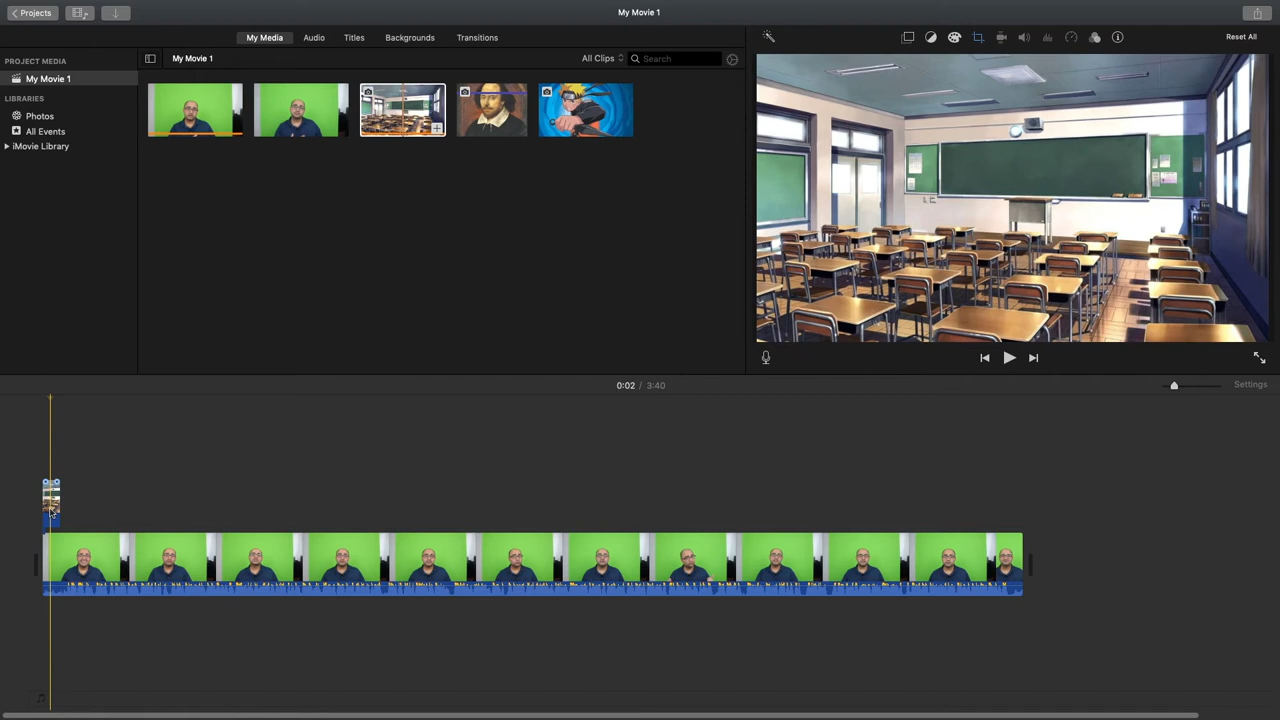 Projects
My Movie 1
My Media
Audio
Titles
Backgrounds
Transitions
Reset All
PROJECT MEDIA
My Movie 1
LIBRARIES
Photos
All Events
iMovie Library
My Movie 1
All Clips
Search
0:02 / 3:40
Settings